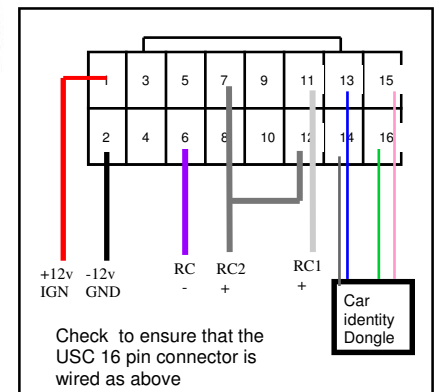 1 3 5 7 9 11 13 15
2 4 6 8 10 12 14 16
+12v -12v RC RC2 RC1
IGN GND - + +
Car
identity
Dongle
Check to ensure that the
USC 16 pin connector is
wired as above